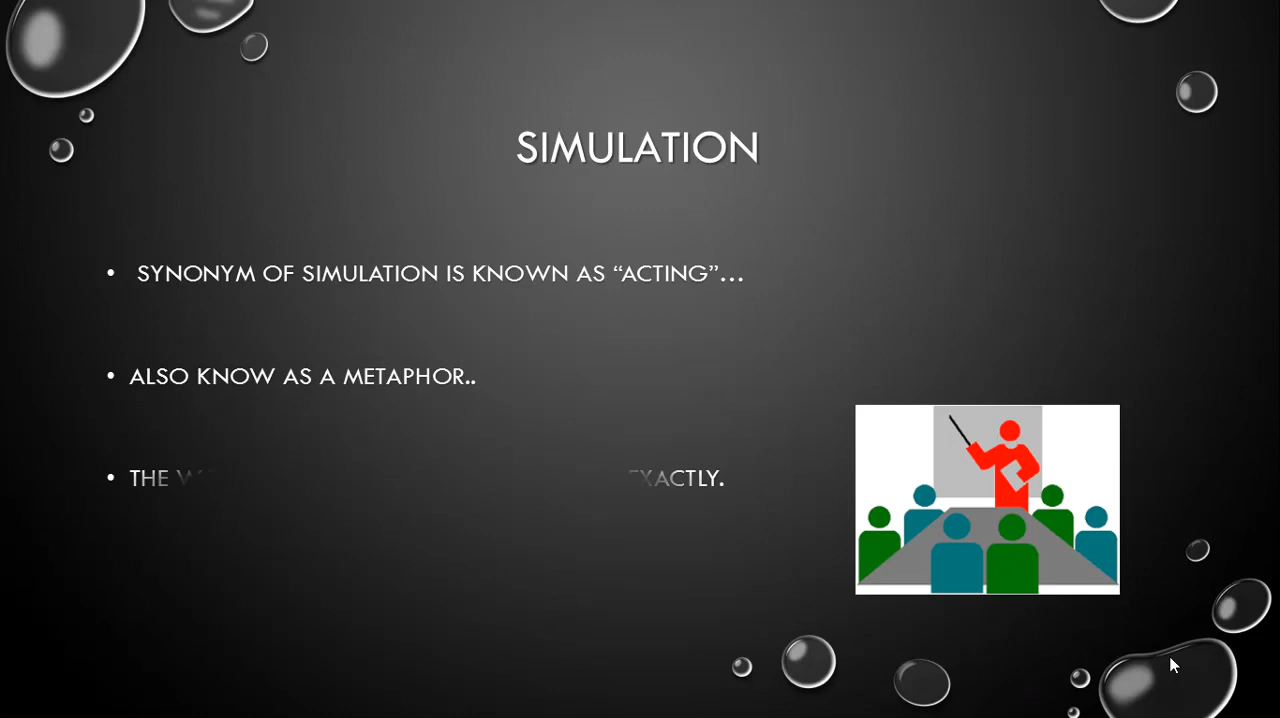 SIMULATION
• SYNONYM OF SIMULATION IS KNOWN AS “ACTING”…
• ALSO KNOW AS A METAPHOR..
• THE EXACTLY.